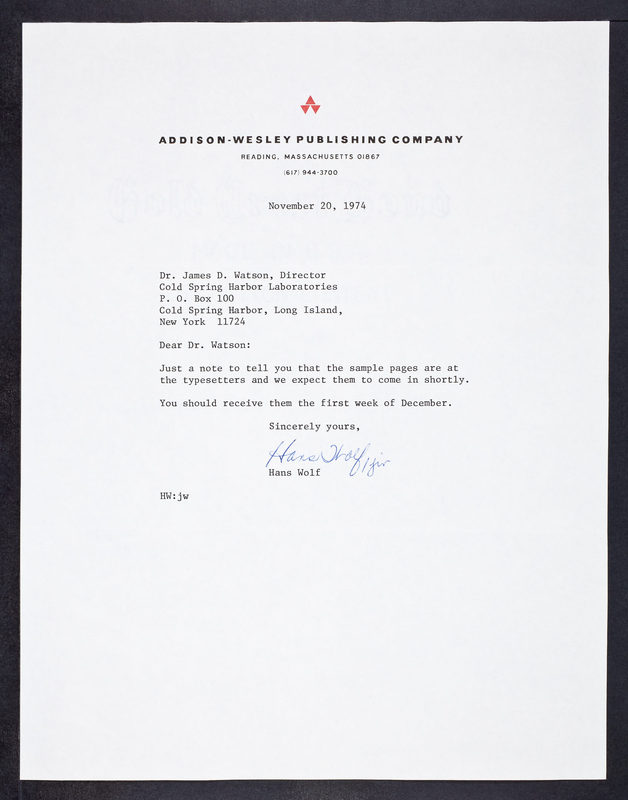 ADDISON-WESLEY PUBLISHING COMPANY
READING, MASSACHUSETTS 01867
(617) 944-3700
November 20, 1974
Dr. James D. Watson, Director
Cold Spring Harbor Laboratories
P. O. Box 100
Cold Spring Harbor, Long Island,
New York  11724
Dear Dr. Watson:
Just a note to tell you that the sample pages are at
the typesetters and we expect them to come in shortly.
You should receive them the first week of December.
Sincerely yours,
Hans Wolf/jw
Hans Wolf
HW:jw